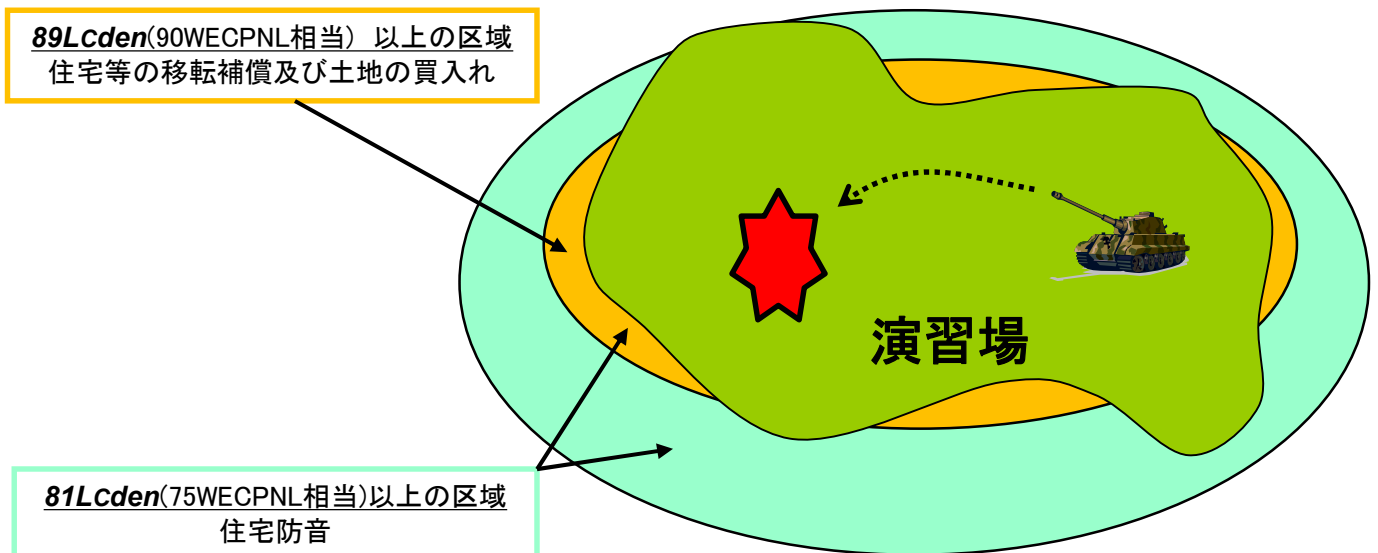 89Lcden(90WECPNL相当) 以上の区域
住宅等の移転補償及び土地の買入れ
演習場
81Lcden(75WECPNL相当)以上の区域
住宅防音